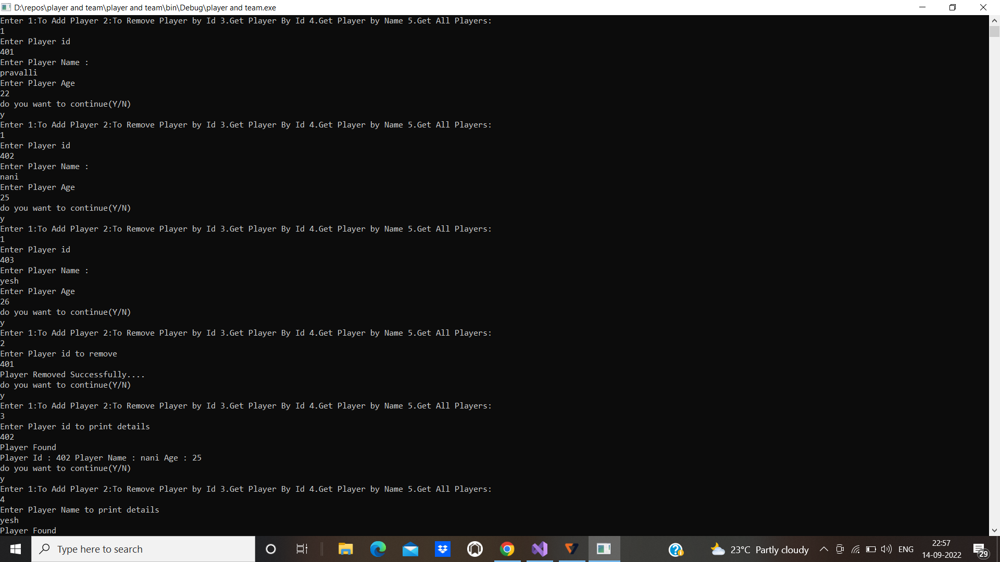 D:\repos\player and team\player and team\bin\Debug\player and team.exe
Enter 1:To Add Player 2:To Remove Player by Id 3.Get Player By Id 4.Get Player by Name 5.Get All Players:
1
Enter Player id
401
Enter Player Name :
pravalli
Enter Player Age
22
do you want to continue(Y/N)
y
Enter 1:To Add Player 2:To Remove Player by Id 3.Get Player By Id 4.Get Player by Name 5.Get All Players:
1
Enter Player id
402
Enter Player Name :
nani
Enter Player Age
25
do you want to continue(Y/N)
y
Enter 1:To Add Player 2:To Remove Player by Id 3.Get Player By Id 4.Get Player by Name 5.Get All Players:
1
Enter Player id
403
Enter Player Name :
yesh
Enter Player Age
26
do you want to continue(Y/N)
y
Enter 1:To Add Player 2:To Remove Player by Id 3.Get Player By Id 4.Get Player by Name 5.Get All Players:
2
Enter Player id to remove
401
Player Removed Successfully....
do you want to continue(Y/N)
y
Enter 1:To Add Player 2:To Remove Player by Id 3.Get Player By Id 4.Get Player by Name 5.Get All Players:
3
Enter Player id to print details
402
Player Found
Player Id : 402 Player Name : nani Age : 25
do you want to continue(Y/N)
y
Enter 1:To Add Player 2:To Remove Player by Id 3.Get Player By Id 4.Get Player by Name 5.Get All Players:
4
Enter Player Name to print details
yesh
Player Found
Type here to search
23°C Partly cloudy
ENG
22:57
14-09-2022
29